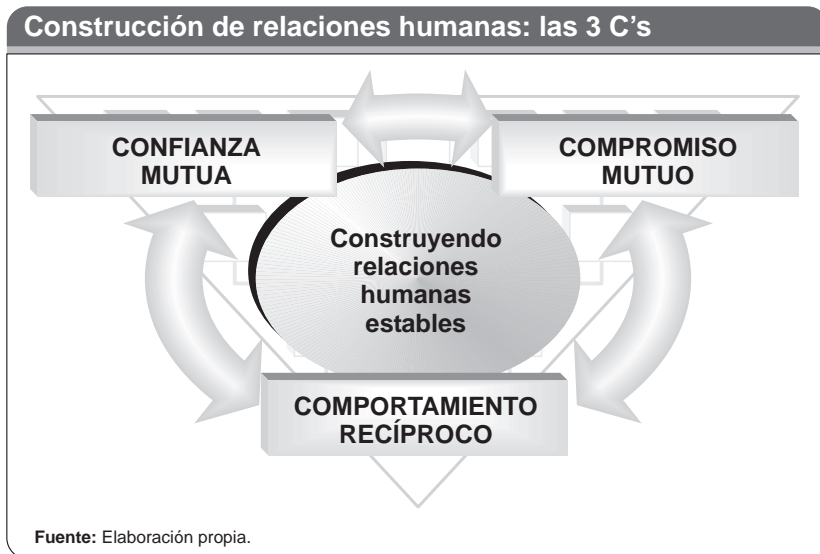 Construcción de relaciones humanas: las 3 C’s
CONFIANZA
MUTUA
COMPROMISO
MUTUO
Construyendo
relaciones
humanas
estables
COMPORTAMIENTO
RECÍPROCO
Fuente: Elaboración propia.